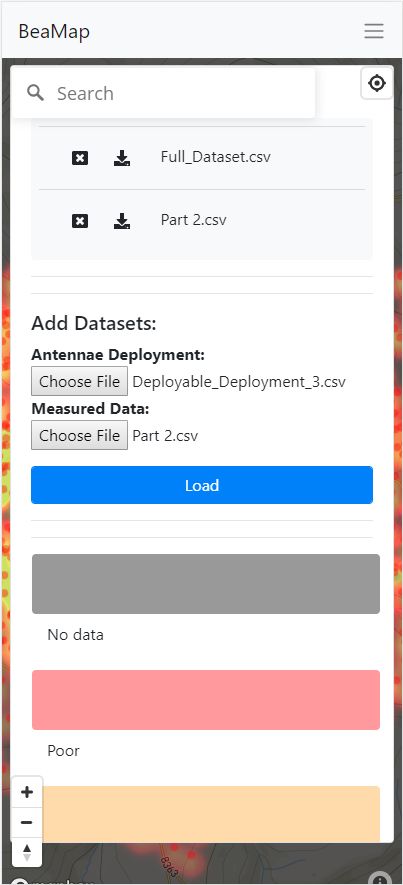 BeaMap
Search
Full_Dataset.csv
Part 2.csv
Add Datasets:
Antennae Deployment:
Choose File Deployable_Deployment_3.csv
Measured Data:
Choose File Part 2.csv
Load
No data
Poor
8363